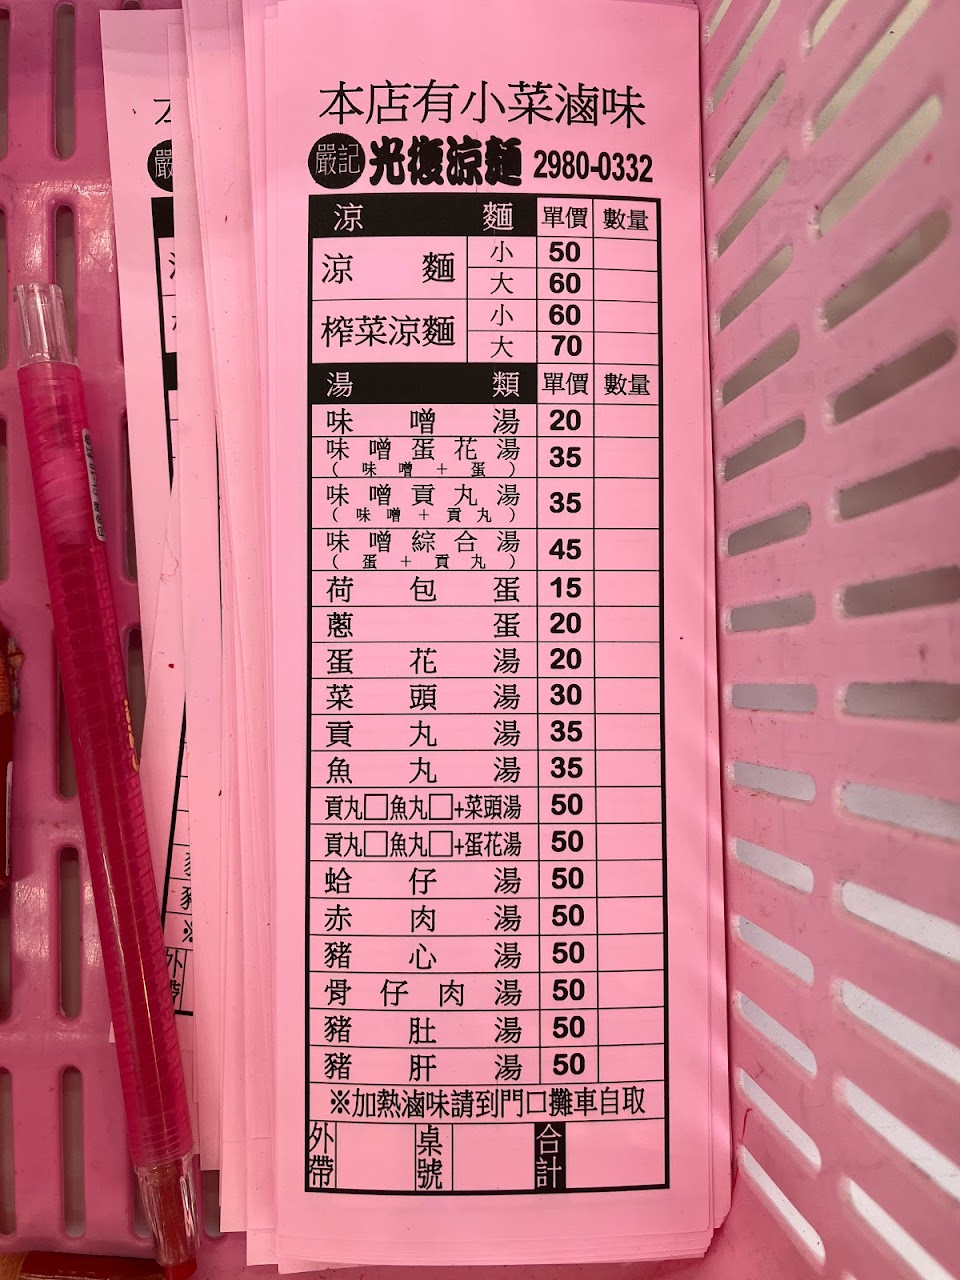 本店有小菜滷味
嚴記 光復涼麵 2980-0332
涼麵 單價 數量
涼麵 小 50
大 60
榨菜涼麵 小 60
大 70
湯類 單價 數量
味噌湯 20
味噌蛋花湯 35
(味噌+蛋)
味噌貢丸湯 35
(味噌+貢丸)
味噌綜合湯 45
(蛋+貢丸)
荷包蛋 15
蔥蛋 20
蛋花湯 20
菜頭湯 30
貢丸湯 35
魚丸湯 35
貢丸□魚丸□+菜頭湯 50
貢丸□魚丸□+蛋花湯 50
蛤仔湯 50
赤肉湯 50
豬心湯 50
骨仔肉湯 50
豬肚湯 50
豬肝湯 50
※加熱滷味請到門口攤車自取
外帶 桌號 合計